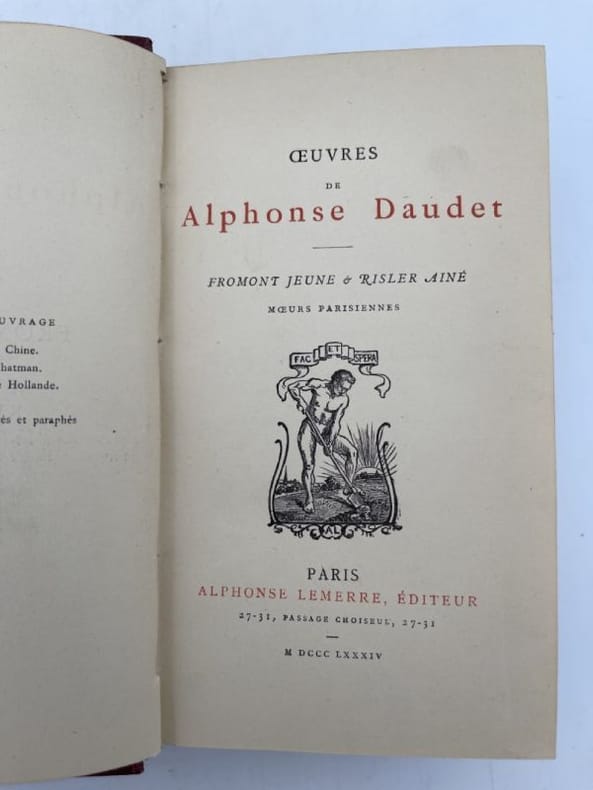 UVRAGE
Chine.
hatman.
Hollande.
és et paraphés
ŒUVRES
DE
Alphonse Daudet
FROMONT JEUNE & RISLER AINÉ
MŒURS PARISIENNES
FAC ET SPERA
AL
PARIS
ALPHONSE LEMERRE, ÉDITEUR
27-31, PASSAGE CHOISEUL, 27-31
M DCCC LXXXIV